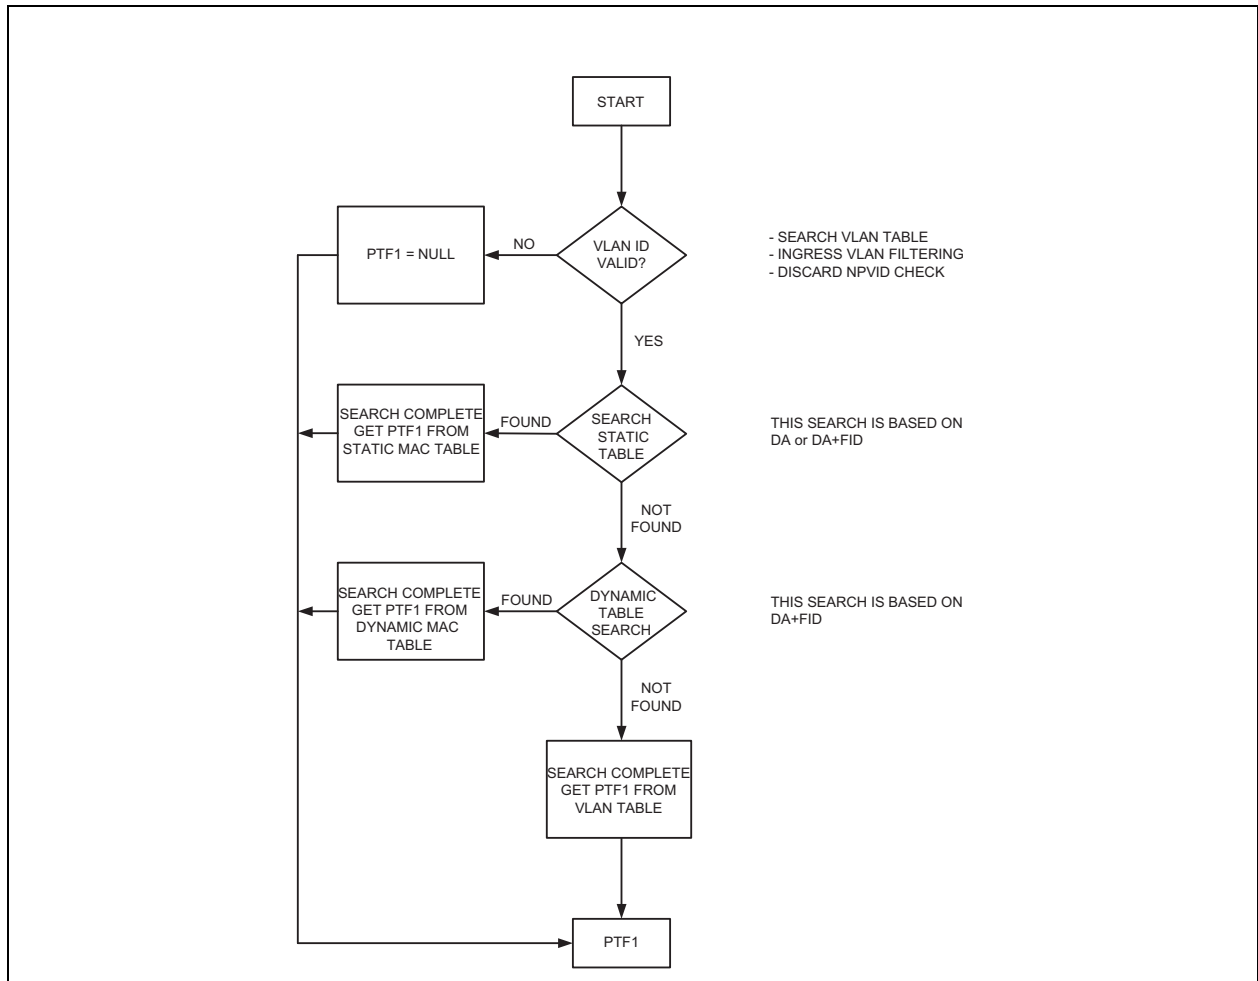 START
PTF1 = NULL
NO
VLAN ID
VALID?
- SEARCH VLAN TABLE
- INGRESS VLAN FILTERING
- DISCARD NPVID CHECK
YES
SEARCH COMPLETE
GET PTF1 FROM
STATIC MAC TABLE
FOUND
SEARCH
STATIC
TABLE
THIS SEARCH IS BASED ON
DA or DA+FID
NOT
FOUND
SEARCH COMPLETE
GET PTF1 FROM
DYNAMIC MAC
TABLE
FOUND
DYNAMIC
TABLE
SEARCH
THIS SEARCH IS BASED ON
DA+FID
NOT
FOUND
SEARCH COMPLETE
GET PTF1 FROM
VLAN TABLE
PTF1